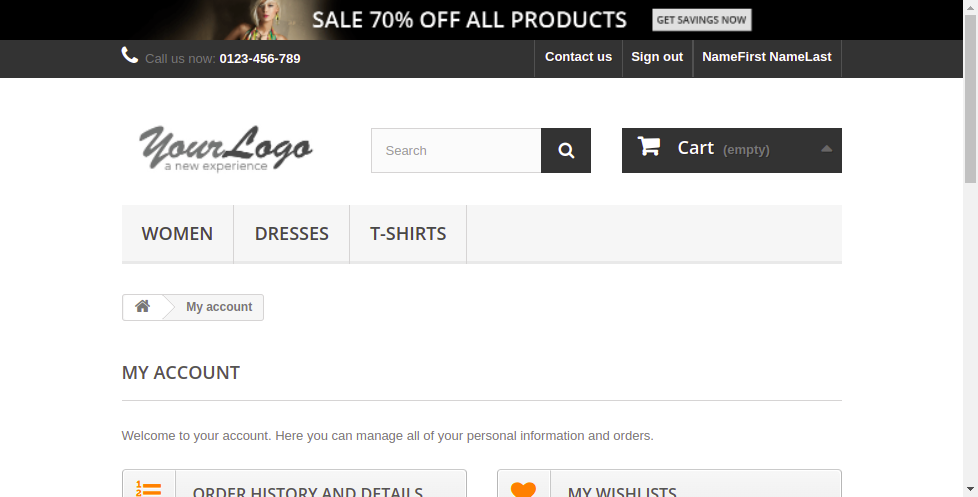 SALE 70% OFF ALL PRODUCTS GET SAVINGS NOW
Call us now: 0123-456-789 Contact us Sign out NameFirst NameLast
YourLogo
a new experience
Search
Cart (empty)
WOMEN DRESSES T-SHIRTS
My account
MY ACCOUNT
Welcome to your account. Here you can manage all of your personal information and orders.
ORDER HISTORY AND DETAILS MY WISHLISTS